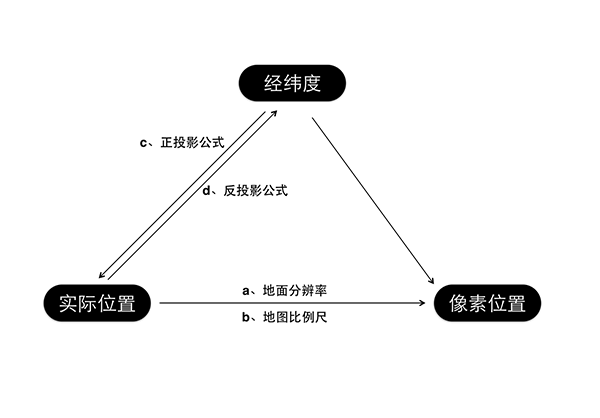 经纬度
c、正投影公式
d、反投影公式
a、地面分辨率
实际位置
像素位置
b、地图比例尺